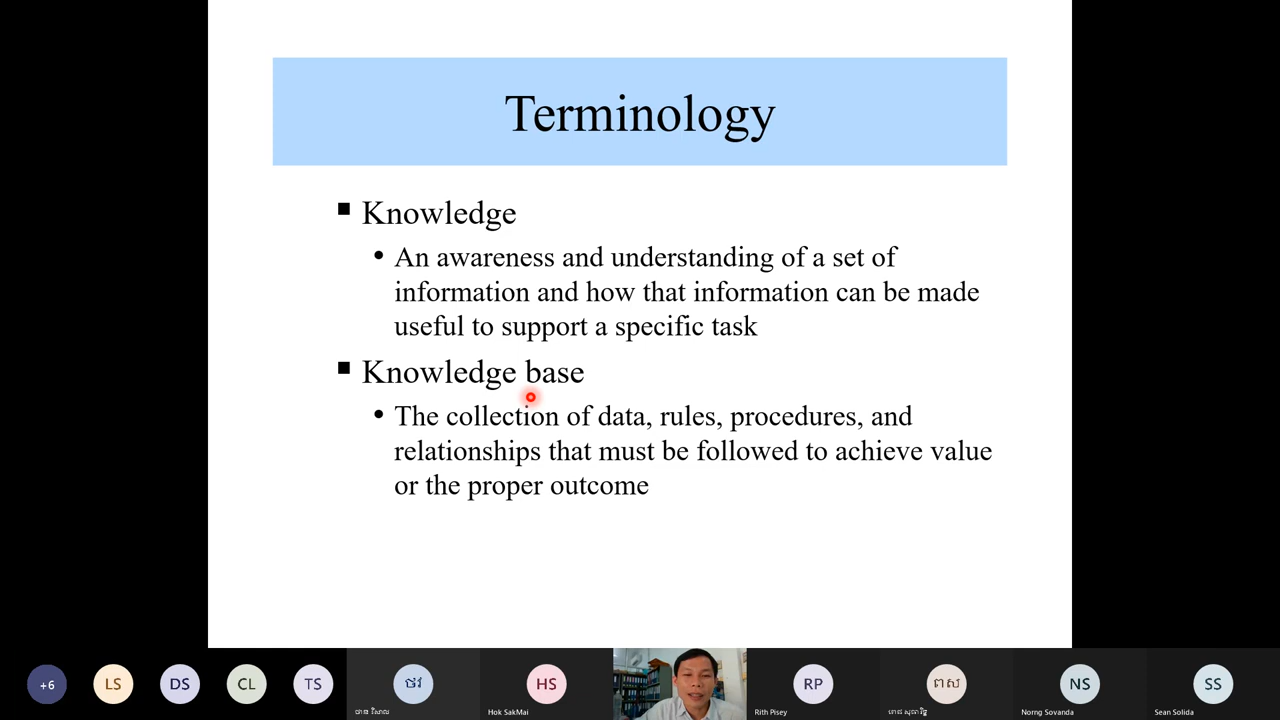 Terminology
Knowledge
An awareness and understanding of a set of
information and how that information can be made
useful to support a specific task
Knowledge base
The collection of data, rules, procedures, and
relationships that must be followed to achieve value
or the proper outcome
+6
LS
DS
CL
TS
HS
RP
ពស
NS
SS
Hok SakMai
Rith Pisey
Norng Sovanda
Sean Solida